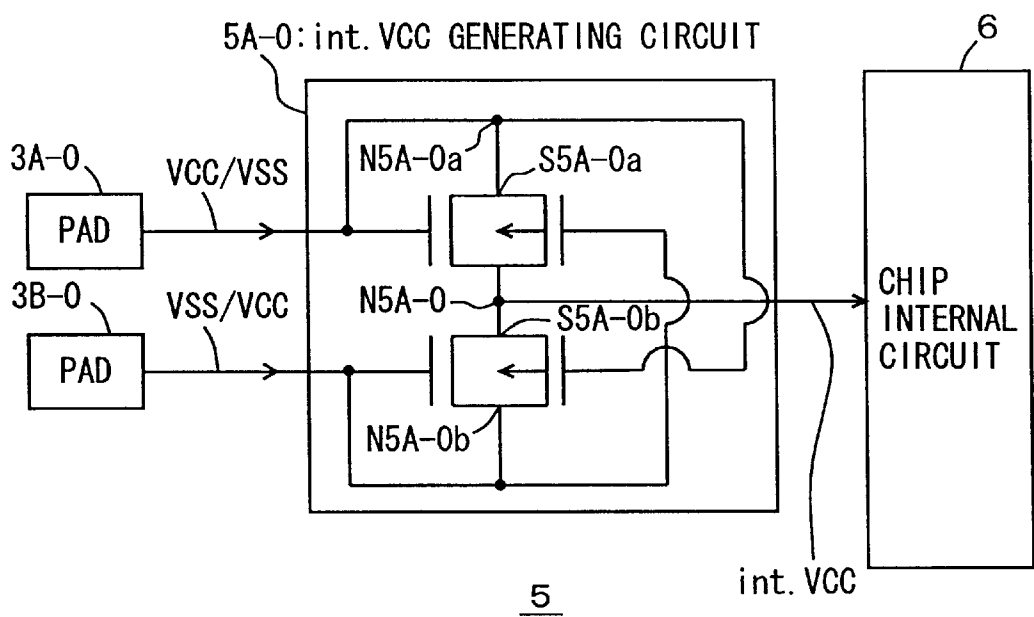 5A-0:int.VCC GENERATING CIRCUIT
6
N5A-0a
S5A-0a
3A-0
VCC/VSS
PAD
3B-0
VSS/VCC
N5A-0
S5A-0b
PAD
N5A-0b
CHIP
INTERNAL
CIRCUIT
int.VCC
5